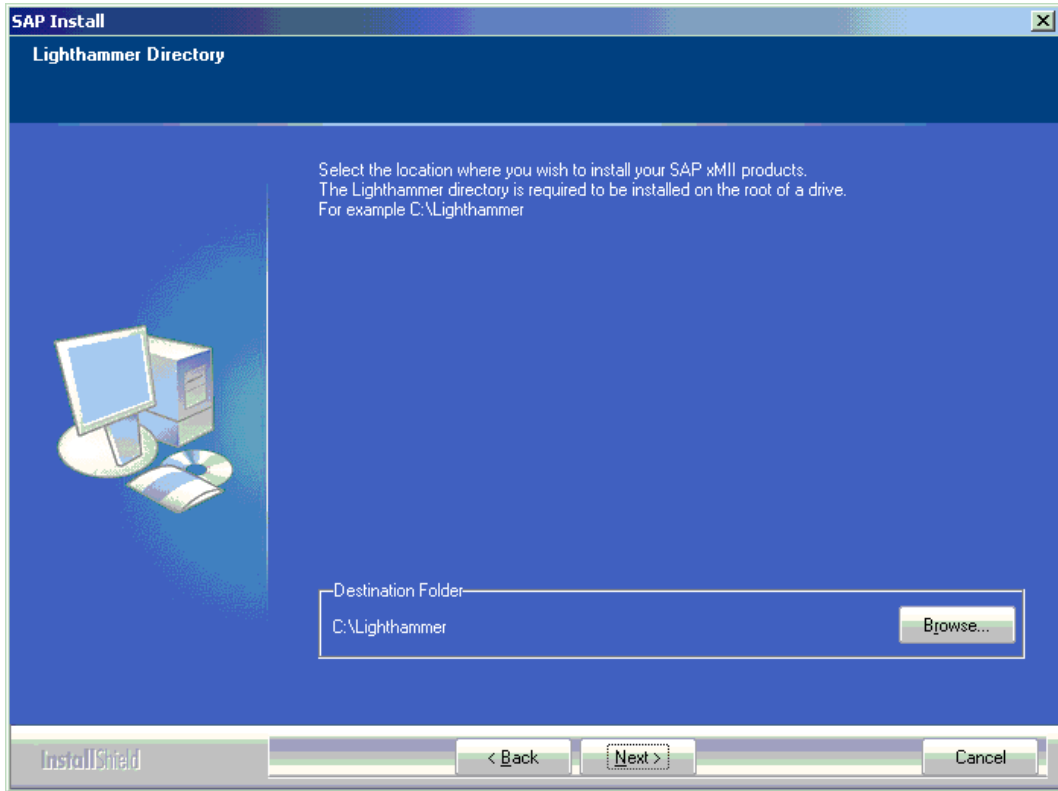 SAP Install
Lighthammer Directory
Select the location where you wish to install your SAP xMII products.
The Lighthammer directory is required to be installed on the root of a drive.
For example C:\Lighthammer
Destination Folder
C:\Lighthammer
Browse...
InstallShield
< Back
Next >
Cancel